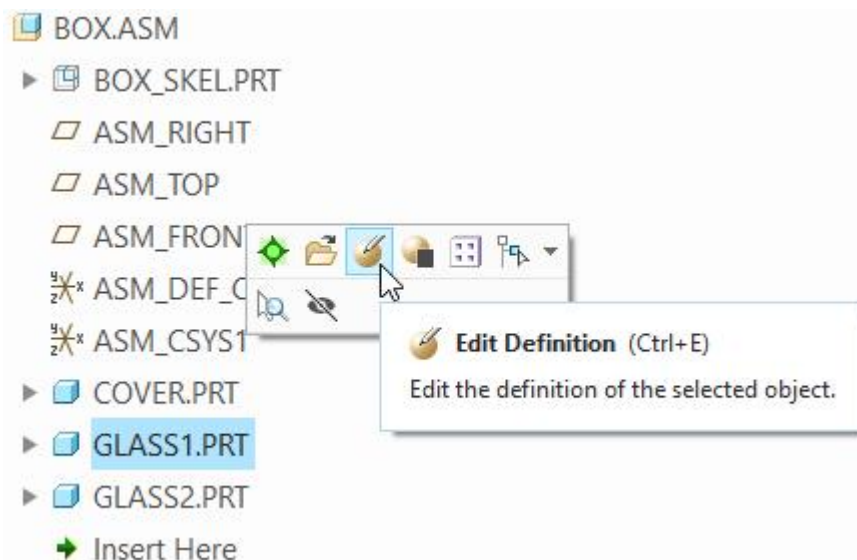 BOX.ASM
BOX_SKEL.PRT
ASM_RIGHT
ASM_TOP
ASM_FRONT
ASM_DEF_C
ASM_CSYS1
Edit Definition (Ctrl+E)
Edit the definition of the selected object.
COVER.PRT
GLASS1.PRT
GLASS2.PRT
Insert Here